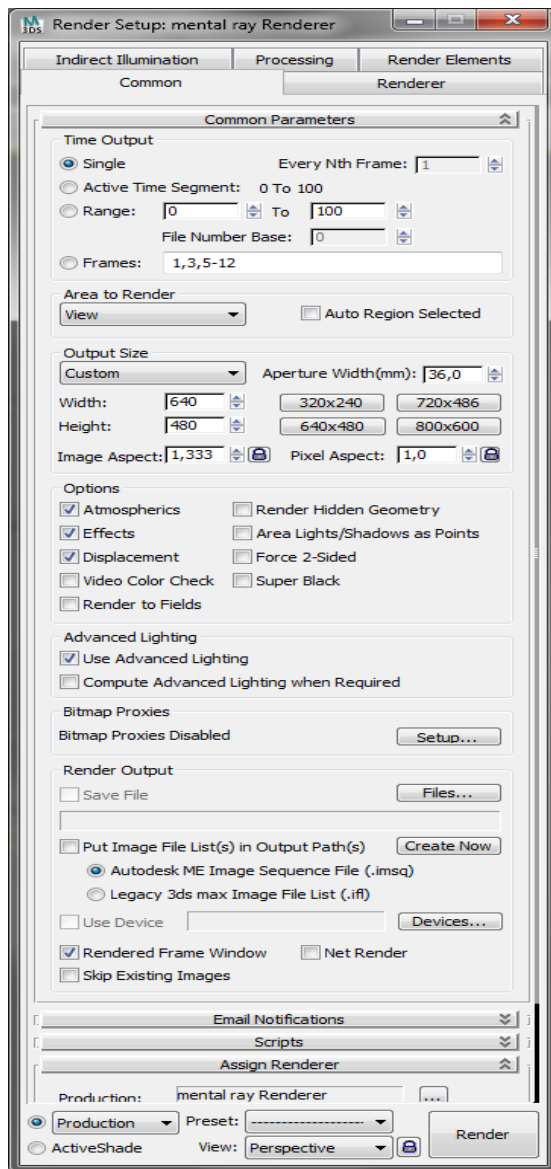 3DS Render Setup: mental ray Renderer
Indirect Illumination Processing Render Elements
Common Renderer
Common Parameters
Time Output
Single Every Nth Frame: 1
Active Time Segment: 0 To 100
Range: 0 To 100
File Number Base: 0
Frames: 1,3,5-12
Area to Render
View Auto Region Selected
Output Size
Custom Aperture Width(mm): 36,0
Width: 640 320x240 720x486
Height: 480 640x480 800x600
Image Aspect: 1,333 Pixel Aspect: 1,0
Options
Atmospherics Render Hidden Geometry
Effects Area Lights/Shadows as Points
Displacement Force 2-Sided
Video Color Check Super Black
Render to Fields
Advanced Lighting
Use Advanced Lighting
Compute Advanced Lighting when Required
Bitmap Proxies
Bitmap Proxies Disabled Setup...
Render Output
Save File Files...
Put Image File List(s) in Output Path(s) Create Now
Autodesk ME Image Sequence File (.imsq)
Legacy 3ds max Image File List (.ifl)
Use Device Devices...
Rendered Frame Window Net Render
Skip Existing Images
Email Notifications
Scripts
Assign Renderer
Production: mental ray Renderer ...
Production Preset: -------------------
ActiveShade View: Perspective Render